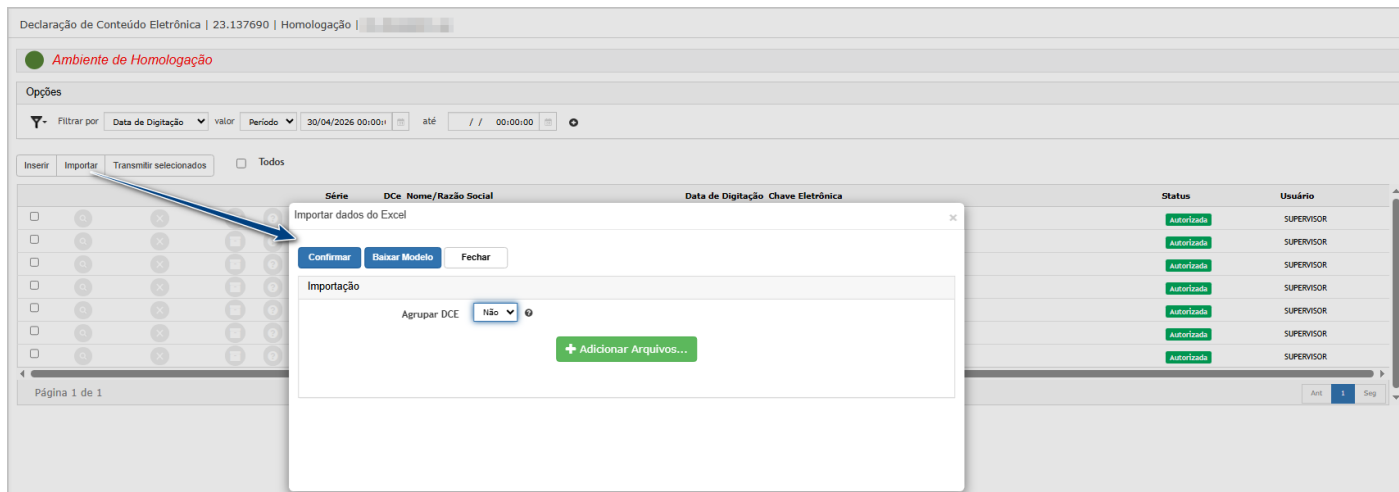 Declaração de Conteúdo Eletrônica | 23.137690 | Homologação |
Ambiente de Homologação
Opções
Filtrar por Data de Digitação valor Período 30/04/2026 00:00: até / / 00:00:00
Inserir Importar Transmitir selecionados Todos
Série DCe Nome/Razão Social Data de Digitação Chave Eletrônica Status Usuário
Importar dados do Excel ×
Confirmar Baixar Modelo Fechar
Importação
Agrupar DCE Não
+ Adicionar Arquivos...
Autorizada SUPERVISOR
Autorizada SUPERVISOR
Autorizada SUPERVISOR
Autorizada SUPERVISOR
Autorizada SUPERVISOR
Autorizada SUPERVISOR
Autorizada SUPERVISOR
Página 1 de 1 Ant 1 Seg